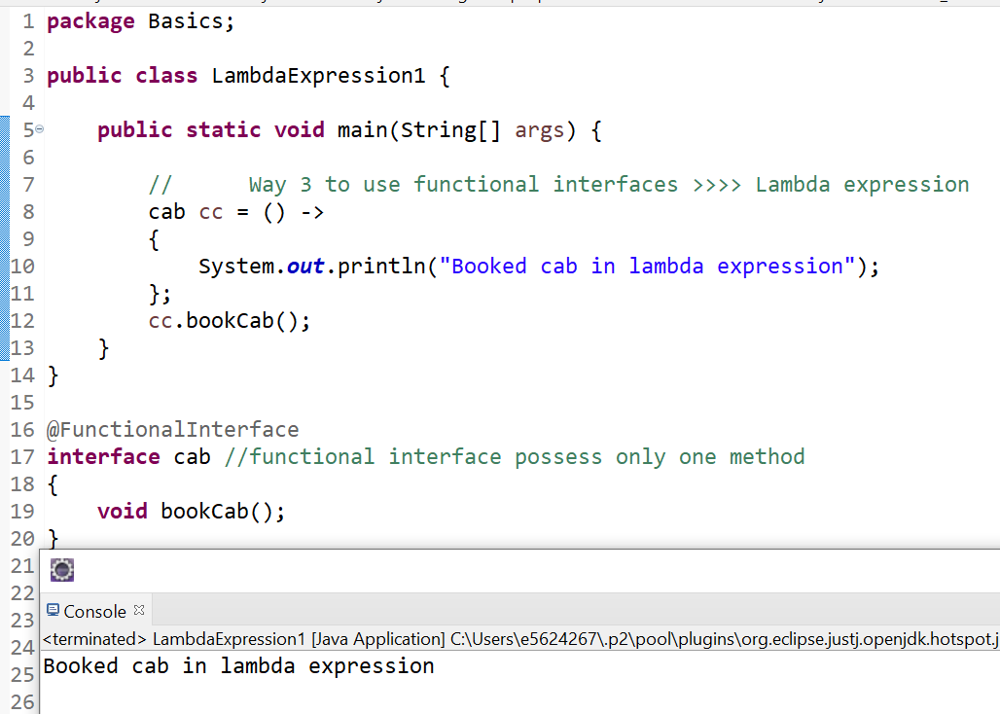 1 package Basics;
2
3 public class LambdaExpression1 {
4
5 public static void main(String[] args) {
6
7 // Way 3 to use functional interfaces >>>> Lambda expression
8 cab cc = () ->
9 {
10 System.out.println("Booked cab in lambda expression");
11 };
12 cc.bookCab();
13 }
14 }
15
16 @FunctionalInterface
17 interface cab //functional interface possess only one method
18 {
19 void bookCab();
20 }
21
22
23
24
25
26
Console
<terminated> LambdaExpression1 [Java Application] C:\Users\e5624267\.p2\pool\plugins\org.eclipse.justj.openjdk.hotspot.j
Booked cab in lambda expression